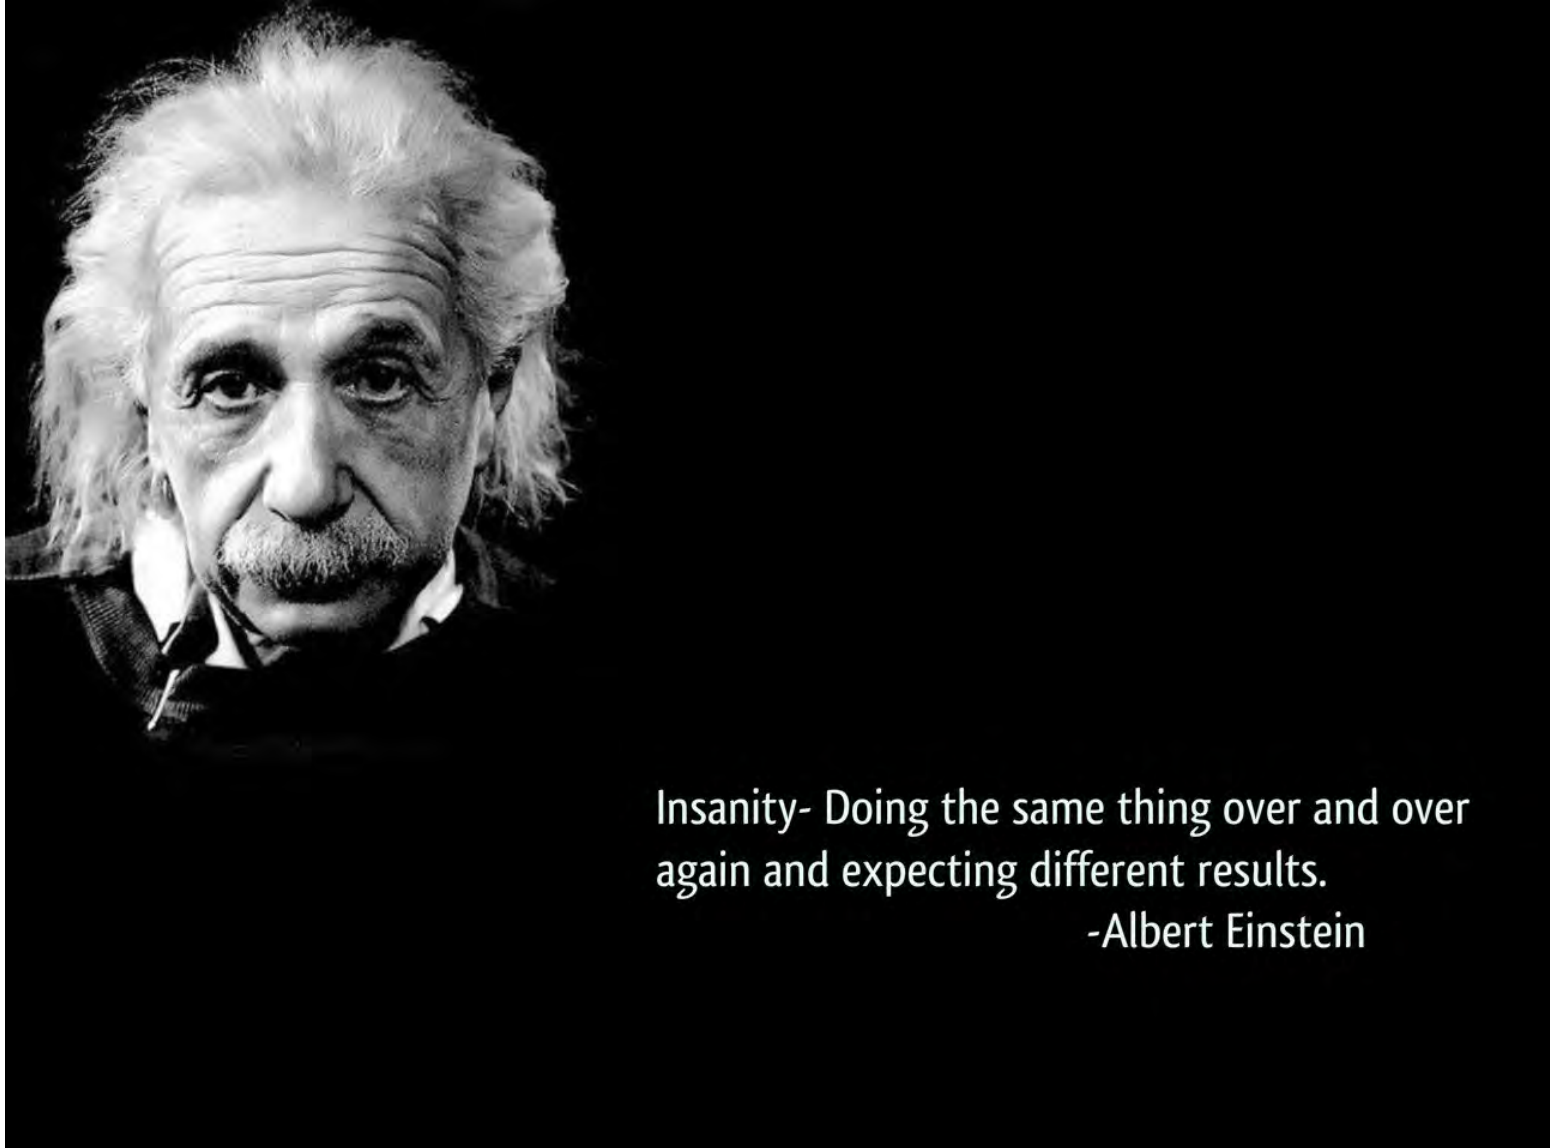 Insanity- Doing the same thing over and over
again and expecting different results.
-Albert Einstein